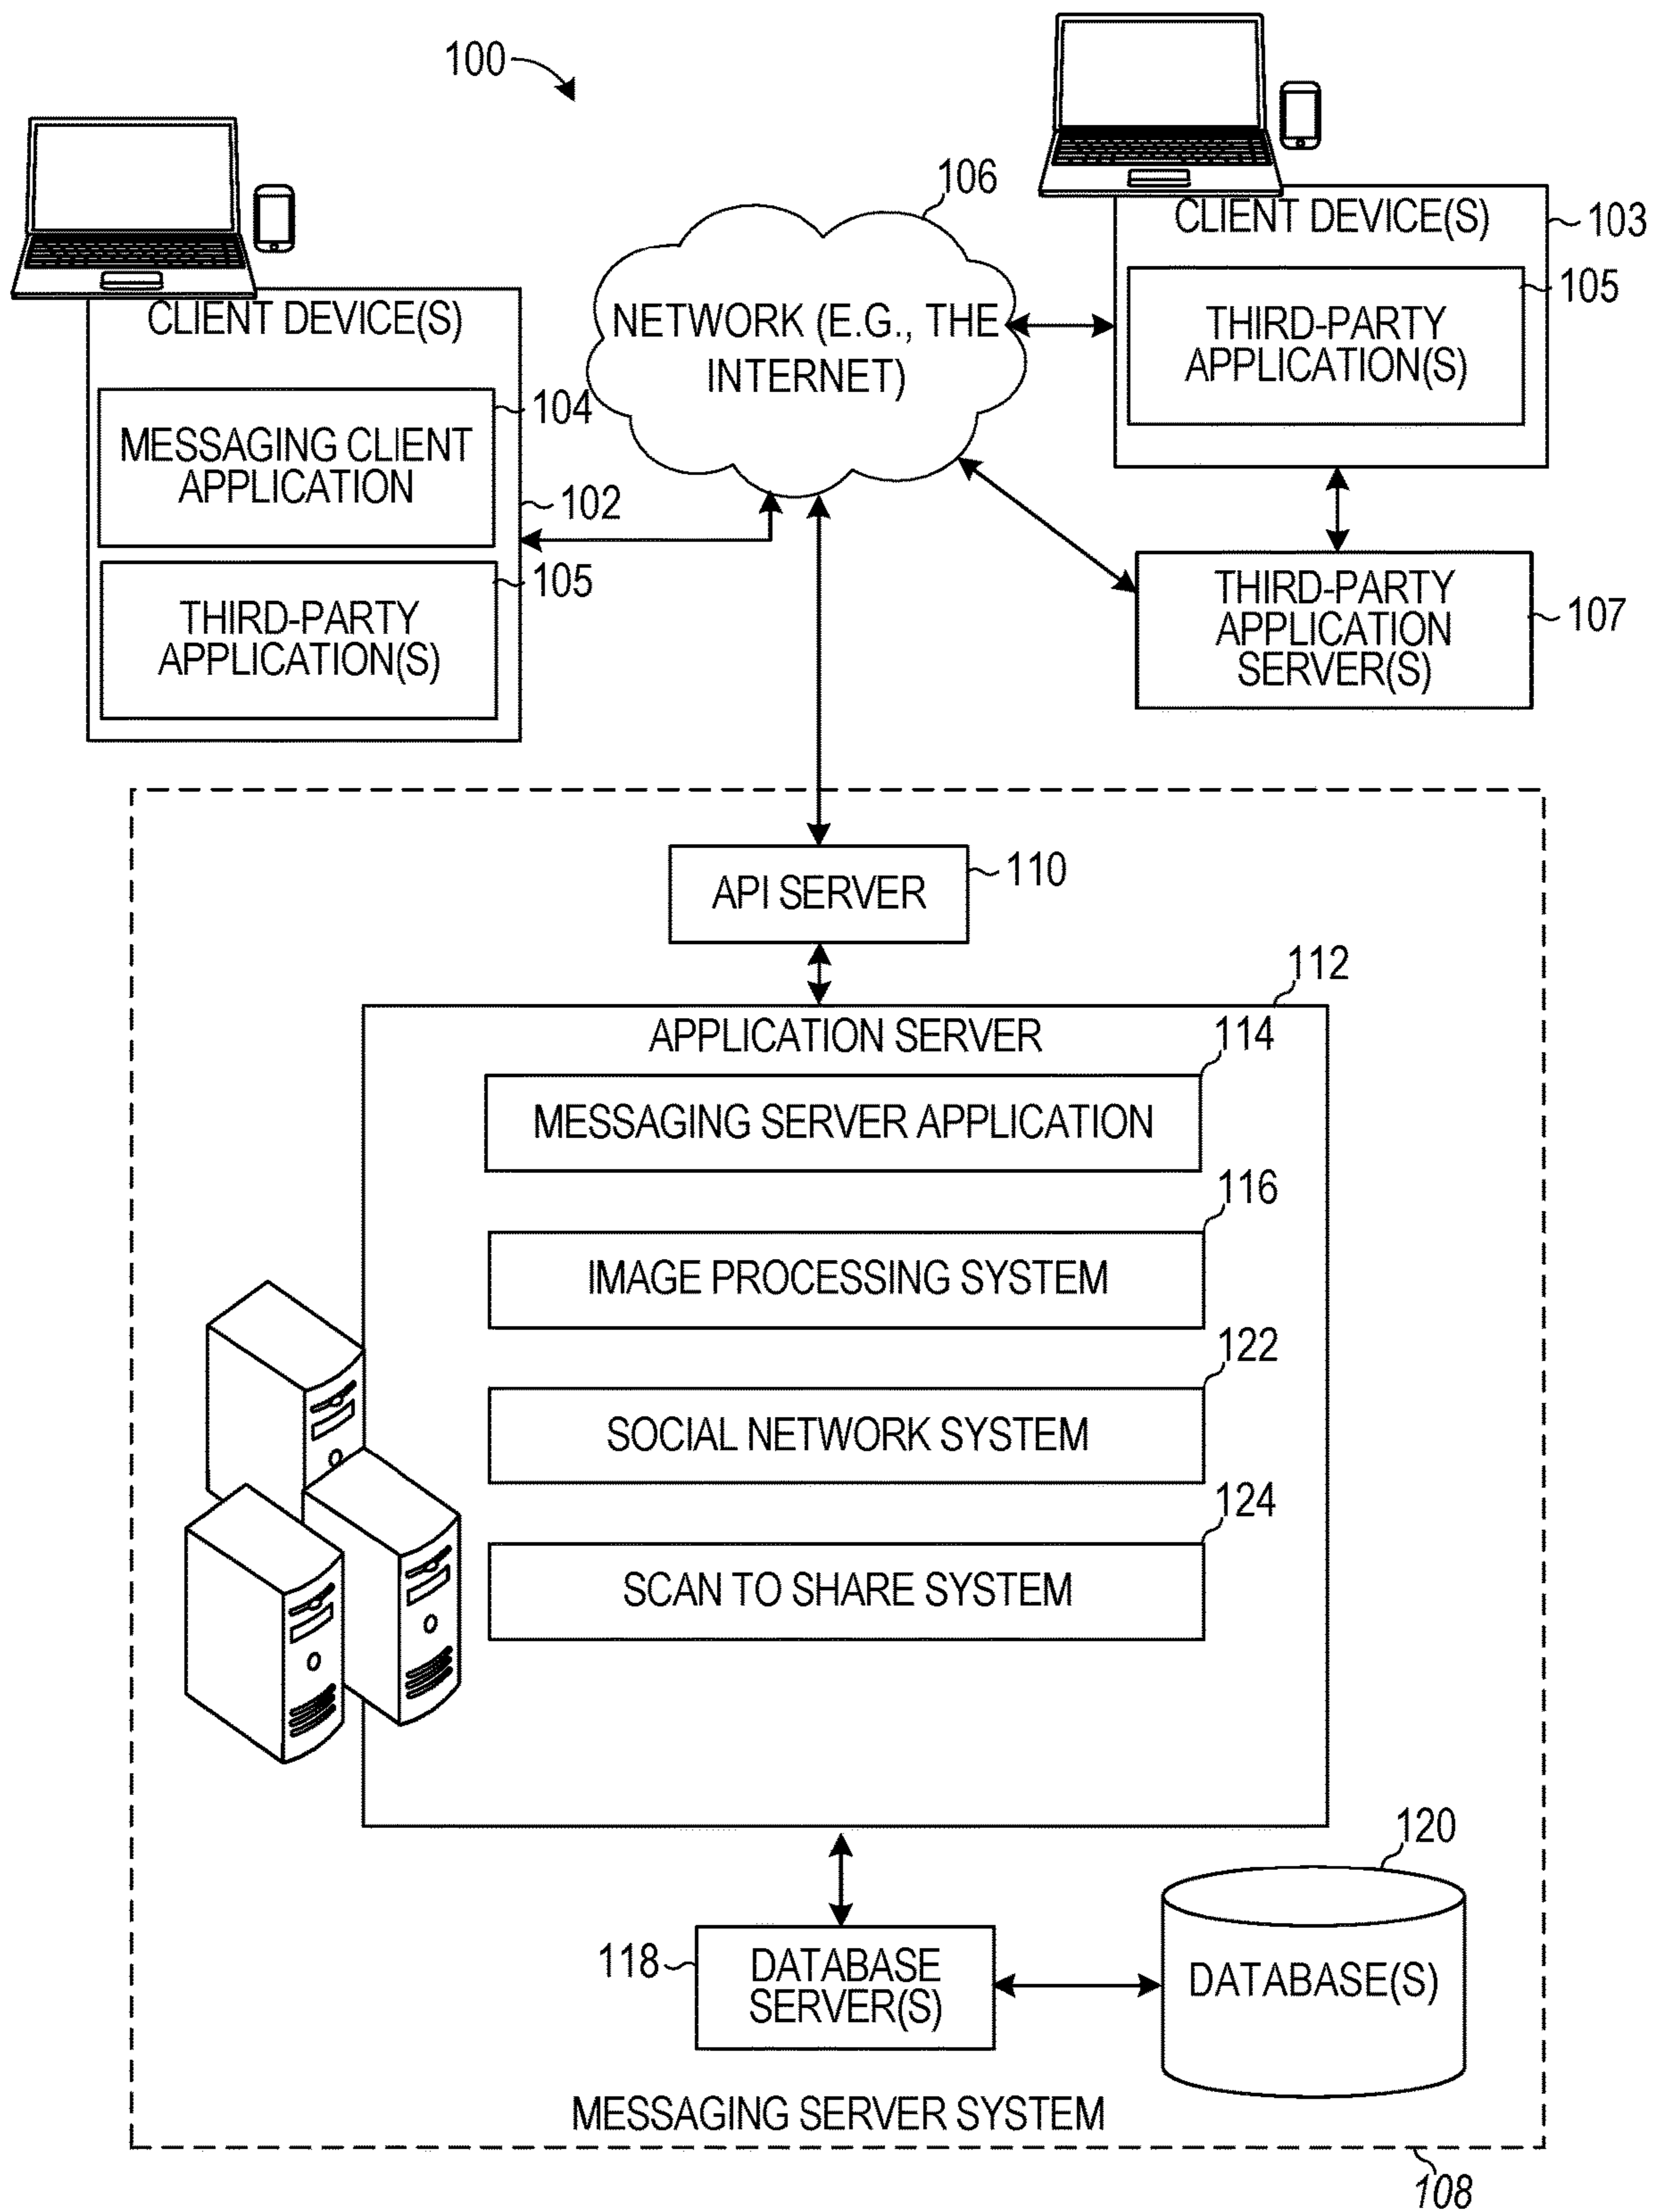 100
106
CLIENT DEVICE(S)
103
105
THIRD-PARTY
APPLICATION(S)
NETWORK (E.G., THE
INTERNET)
CLIENT DEVICE(S)
104
MESSAGING CLIENT
APPLICATION
102
105
THIRD-PARTY
APPLICATION(S)
THIRD-PARTY
APPLICATION
SERVER(S)
107
API SERVER
110
112
APPLICATION SERVER
114
MESSAGING SERVER APPLICATION
116
IMAGE PROCESSING SYSTEM
122
SOCIAL NETWORK SYSTEM
124
SCAN TO SHARE SYSTEM
120
118
DATABASE
SERVER(S)
DATABASE(S)
MESSAGING SERVER SYSTEM
108